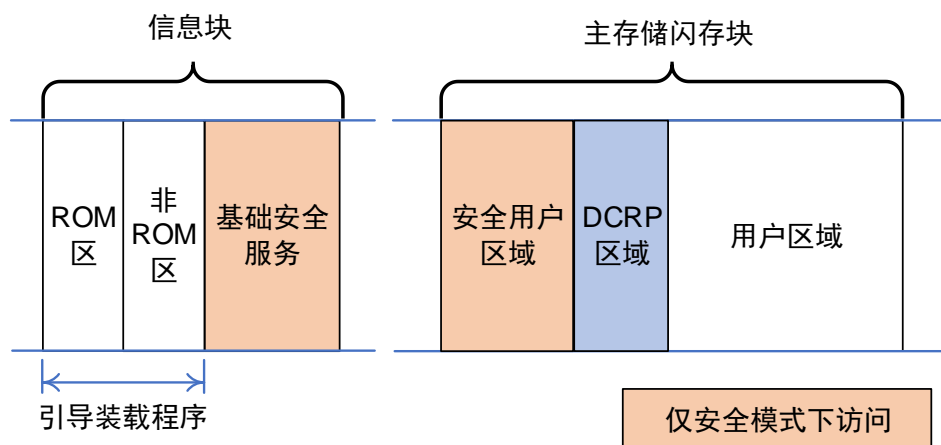 信息块
主存储闪存块
ROM
区
非
ROM
区
基础安全
服务
安全用户
区域
DCRP
区域
用户区域
引导装载程序
仅安全模式下访问